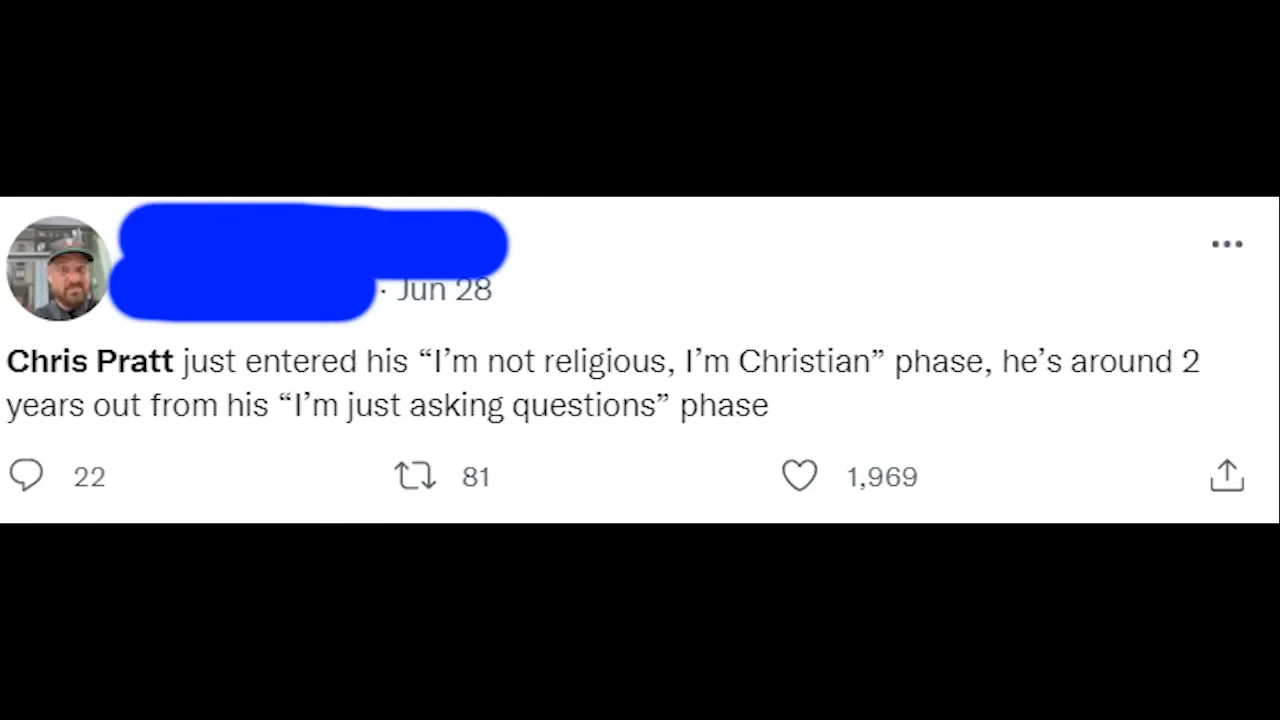 · Jun 28
Chris Pratt just entered his “I’m not religious, I’m Christian” phase, he’s around 2
years out from his “I’m just asking questions” phase
22 81 1,969